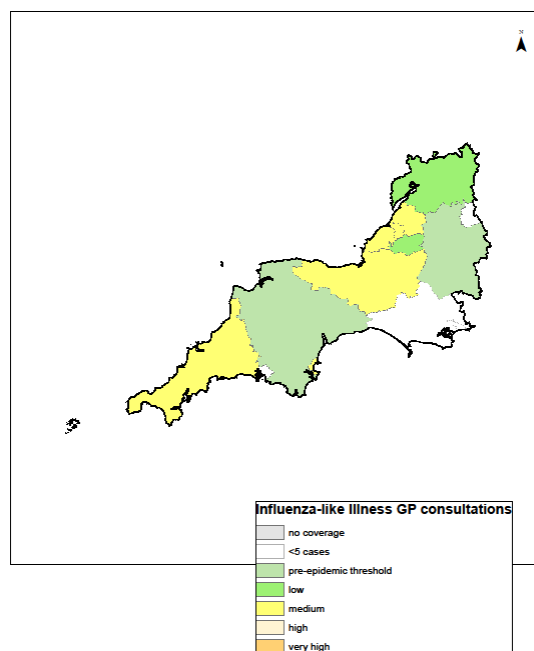 N
Influenza-like Illness GP consultations
no coverage
<5 cases
pre-epidemic threshold
low
medium
high
very high